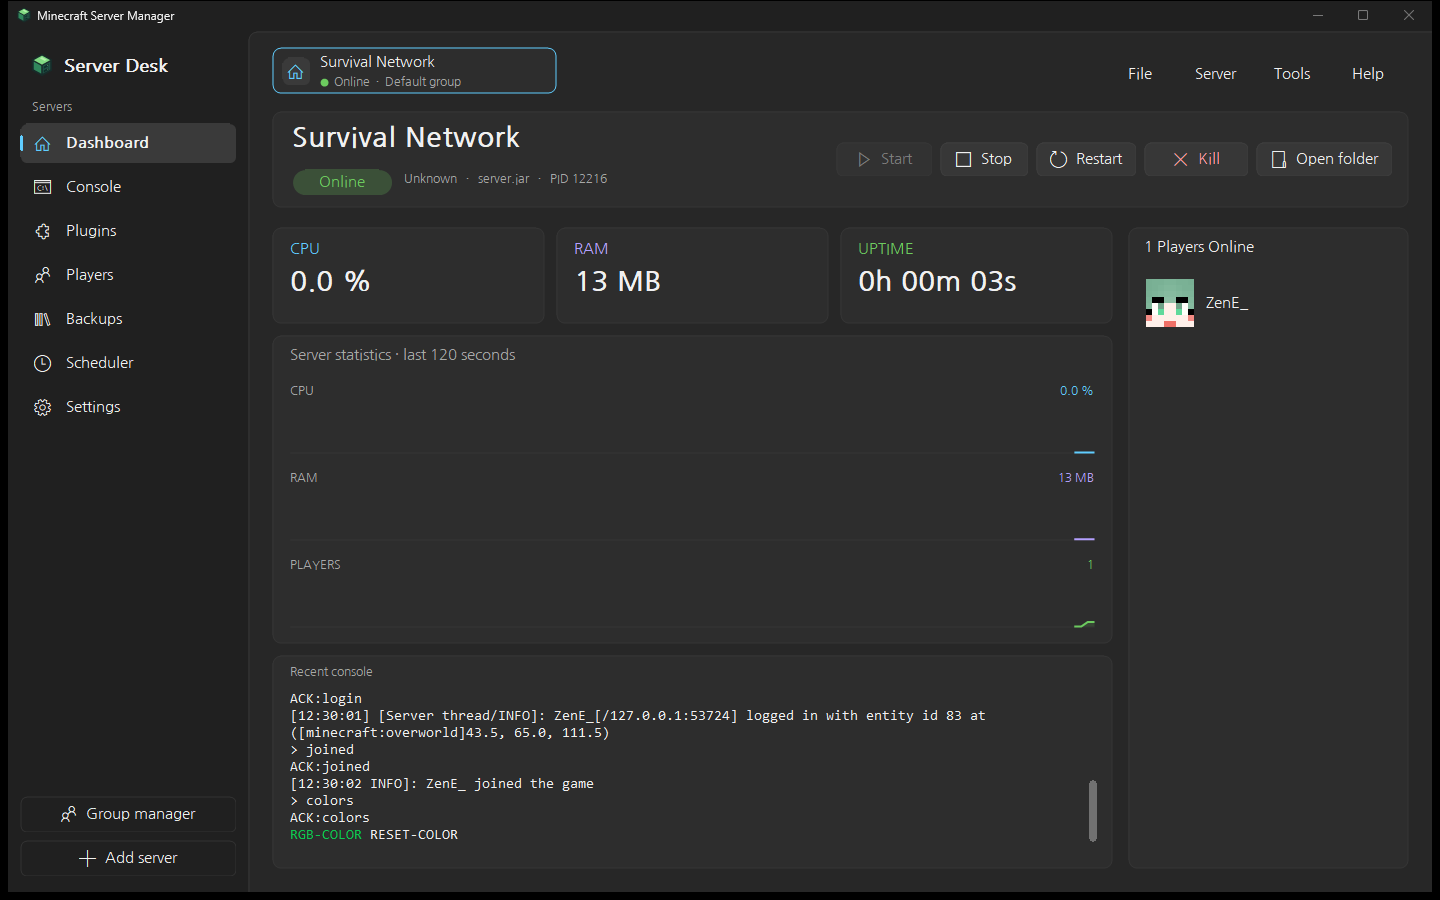 Minecraft Server Manager
Server Desk
Servers
Dashboard
Console
Plugins
Players
Backups
Scheduler
Settings
Group manager
Add server
Survival Network
Online · Default group
File
Server
Tools
Help
Survival Network
Online
Unknown · server.jar · PID 12216
Start
Stop
Restart
Kill
Open folder
CPU
0.0 %
RAM
13 MB
UPTIME
0h 00m 03s
Server statistics · last 120 seconds
CPU
0.0 %
RAM
13 MB
PLAYERS
1
Recent console
ACK:login
[12:30:01] [Server thread/INFO]: ZenE_[/127.0.0.1:53724] logged in with entity id 83 at
([minecraft:overworld]43.5, 65.0, 111.5)
> joined
ACK:joined
[12:30:02 INFO]: ZenE_ joined the game
> colors
ACK:colors
RGB-COLOR RESET-COLOR
1 Players Online
ZenE_